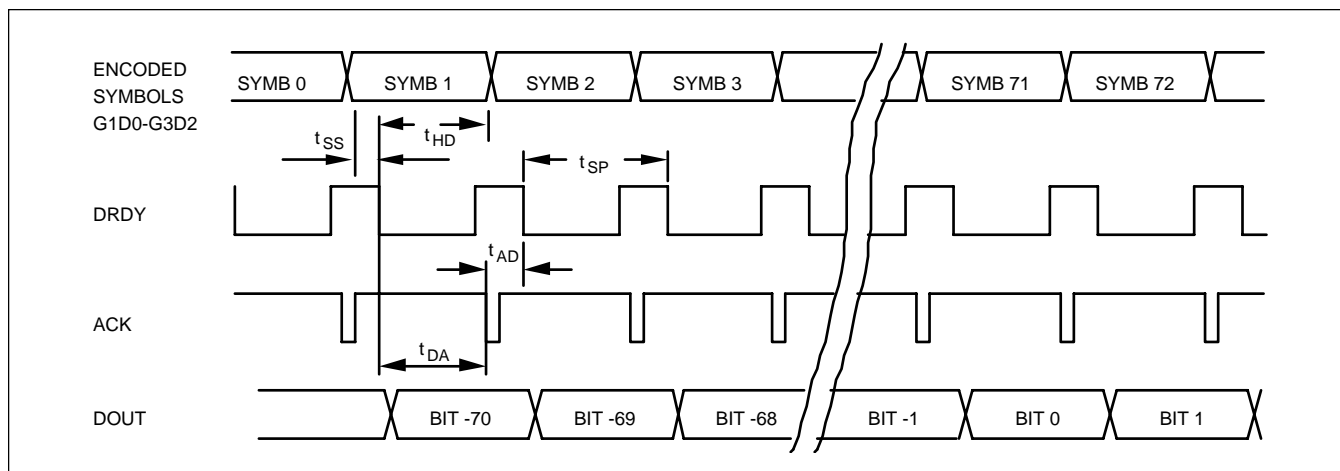 ENCODED
SYMBOLS
G1D0-G3D2
SYMB 0 SYMB 1 SYMB 2 SYMB 3 SYMB 71 SYMB 72
tSS tHD tSP
DRDY
tAD
ACK
tDA
DOUT BIT -70 BIT -69 BIT -68 BIT -1 BIT 0 BIT 1